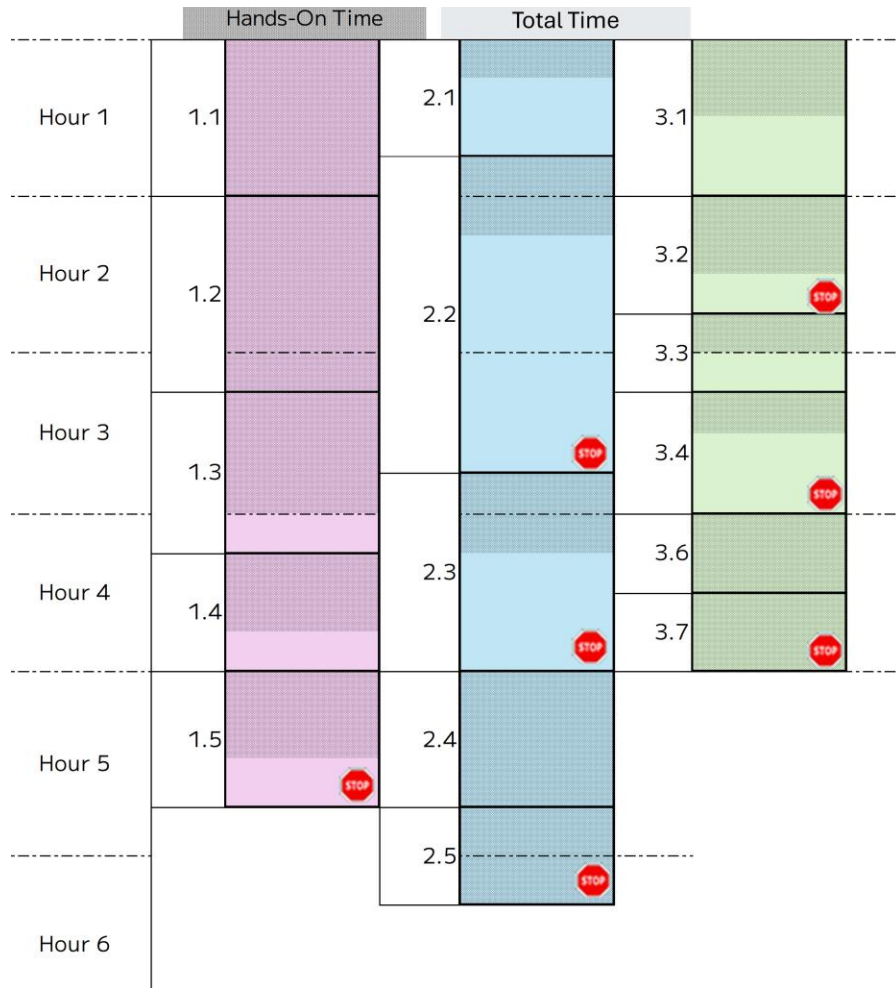 Hands-On Time
Total Time
Hour 1
1.1
2.1
3.1
Hour 2
1.2
2.2
3.2
STOP
3.3
Hour 3
1.3
STOP
3.4
STOP
Hour 4
1.4
2.3
STOP
3.6
3.7
STOP
Hour 5
1.5
STOP
2.4
2.5
STOP
Hour 6